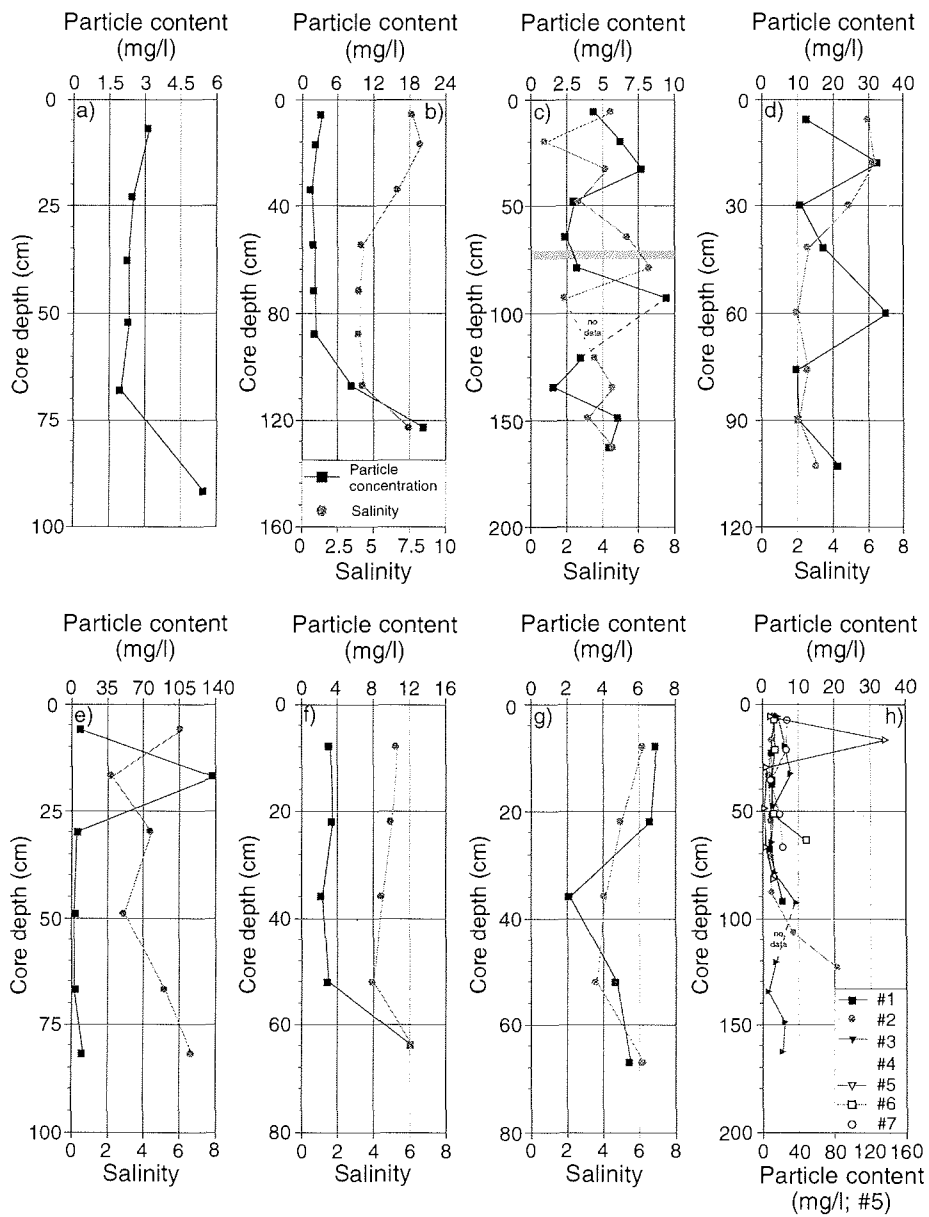 Particle content (mg/l)
0 1.5 3 4.5 6
a)
Core depth (cm)
0
25
50
75
100
Particle content (mg/l)
0 6 12 18 24
b)
Core depth (cm)
0
40
80
120
160
Particle concentration
Salinity
0 2.5 5 7.5 10
Salinity
Particle content (mg/l)
0 2.5 5 7.5 10
c)
Core depth (cm)
0
50
100
150
200
no data
0 2 4 6 8
Salinity
Particle content (mg/l)
0 10 20 30 40
d)
Core depth (cm)
0
30
60
90
120
0 2 4 6 8
Salinity
Particle content (mg/l)
0 35 70 105 140
e)
Core depth (cm)
0
25
50
75
100
0 2 4 6 8
Salinity
Particle content (mg/l)
0 4 8 12 16
f)
Core depth (cm)
0
20
40
60
80
0 2 4 6 8
Salinity
Particle content (mg/l)
0 2 4 6 8
g)
Core depth (cm)
0
20
40
60
80
0 2 4 6 8
Salinity
Particle content (mg/l)
0 10 20 30 40
h)
Core depth (cm)
0
50
100
150
200
no data
#1
#2
#3
#4
#5
#6
#7
0 40 80 120 160
Particle content (mg/l; #5)